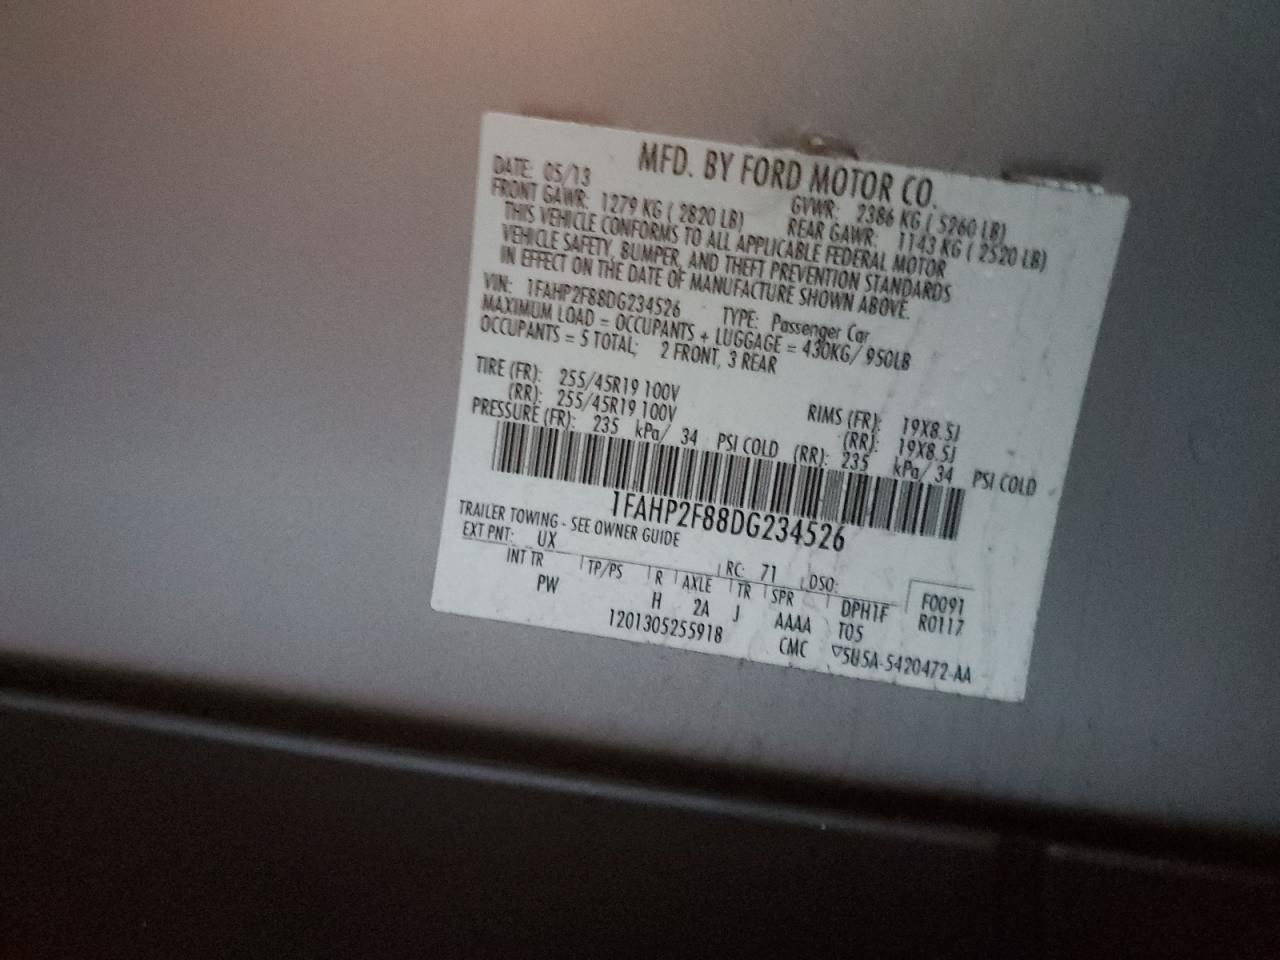 MFD. BY FORD MOTOR CO.
DATE: 05/13 GVWR: 2386 KG ( 5260 LB)
FRONT GAWR: 1279 KG ( 2820 LB) REAR GAWR: 1143 KG ( 2520 LB)
THIS VEHICLE CONFORMS TO ALL APPLICABLE FEDERAL MOTOR
VEHICLE SAFETY, BUMPER, AND THEFT PREVENTION STANDARDS
IN EFFECT ON THE DATE OF MANUFACTURE SHOWN ABOVE.
VIN: 1FAHP2F88DG234526 TYPE: Passenger Car
MAXIMUM LOAD = OCCUPANTS + LUGGAGE = 430KG/ 950LB
OCCUPANTS = 5 TOTAL; 2 FRONT, 3 REAR
TIRE (FR): 255/45R19 100V RIMS (FR): 19X8.5J
(RR): 255/45R19 100V (RR): 19X8.5J
PRESSURE (FR): 235 kPa/ 34 PSI COLD (RR): 235 kPa/ 34 PSI COLD
1FAHP2F88DG234526
TRAILER TOWING - SEE OWNER GUIDE
EXT PNT: UX RC: 71 DSO: F0091
INT TR TP/PS R AXLE TR SPR DPH1F R0117
PW H 2A J AAAA T05
1201305255918 CMC ▽5U5A-5420472-AA